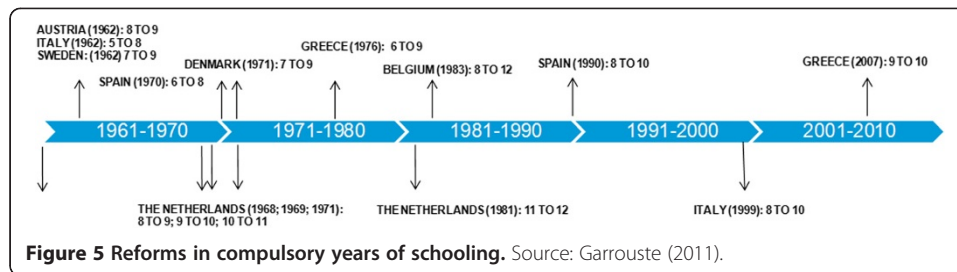 AUSTRIA (1962): 8 TO 9
ITALY (1962): 5 TO 8
SWEDEN: (1962) 7 TO 9
SPAIN (1970): 6 TO 8
DENMARK (1971): 7 TO 9
GREECE (1976): 6 TO 9
BELGIUM (1983): 8 TO 12
SPAIN (1990): 8 TO 10
GREECE (2007): 9 TO 10
1961-1970
1971-1980
1981-1990
1991-2000
2001-2010
THE NETHERLANDS (1968; 1969; 1971):
8 TO 9; 9 TO 10; 10 TO 11
THE NETHERLANDS (1981): 11 TO 12
ITALY (1999): 8 TO 10
Figure 5 Reforms in compulsory years of schooling. Source: Garrouste (2011).